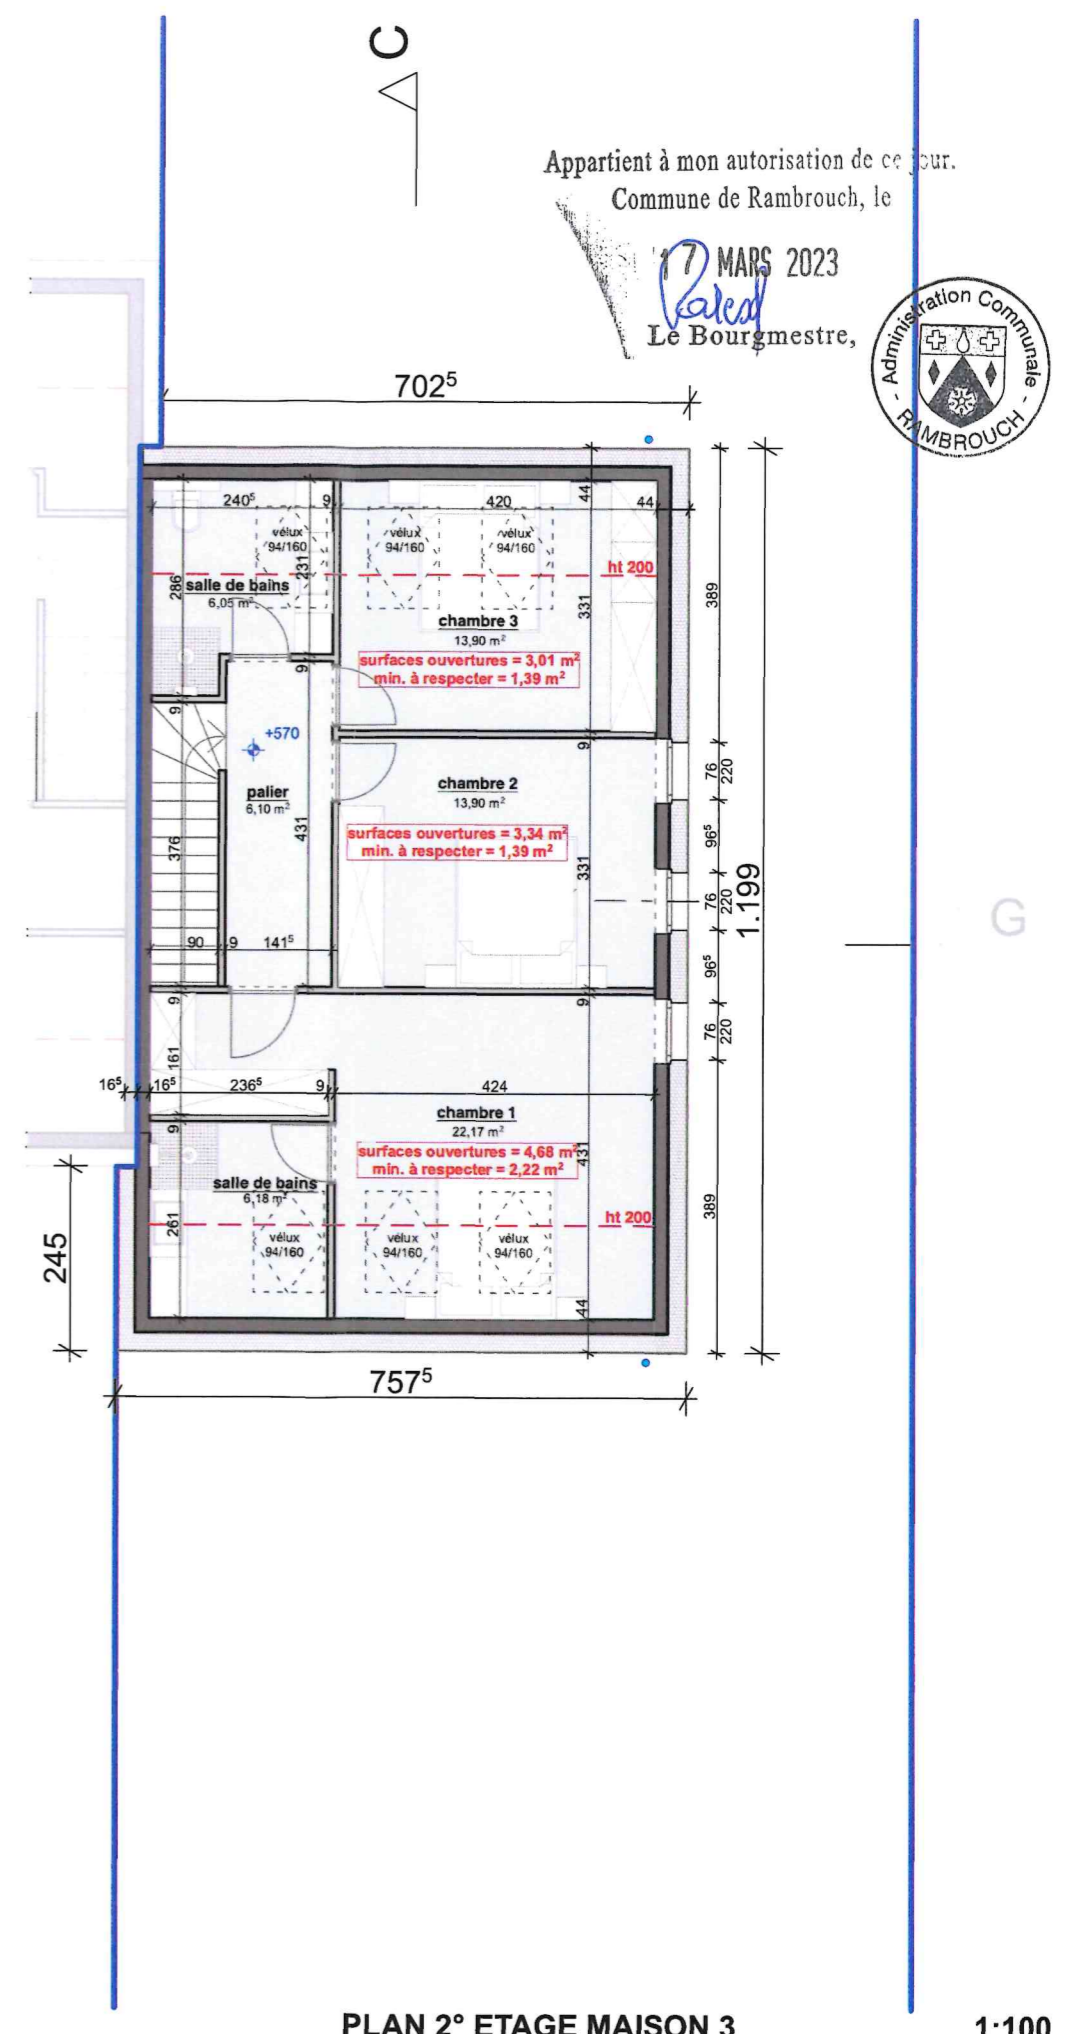 C
Appartient à mon autorisation de ce jour.
Commune de Rambrouch, le
17 MARS 2023
Le Bourgmestre,
Administration Communale
- RAMBROUCH -
702⁵
240⁵
9
420
44
44
vélux
94/160
vélux
94/160
vélux
94/160
231
286
ht 200
salle de bains
6,05 m²
331
389
chambre 3
13,90 m²
surfaces ouvertures = 3,01 m²
min. à respecter = 1,39 m²
9
9
+570
9
76
220
chambre 2
13,90 m²
palier
6,10 m²
431
376
surfaces ouvertures = 3,34 m²
min. à respecter = 1,39 m²
331
96⁵
1.199
76
220
G
90
9
141⁵
96⁵
9
9
76
220
161
16⁵
16⁵
236⁵
9
424
chambre 1
22,17 m²
9
surfaces ouvertures = 4,68 m²
min. à respecter = 2,22 m²
431
salle de bains
6,18 m²
261
ht 200
389
vélux
94/160
vélux
94/160
vélux
94/160
245
44
757⁵
PLAN 2° ETAGE MAISON 3
1:100